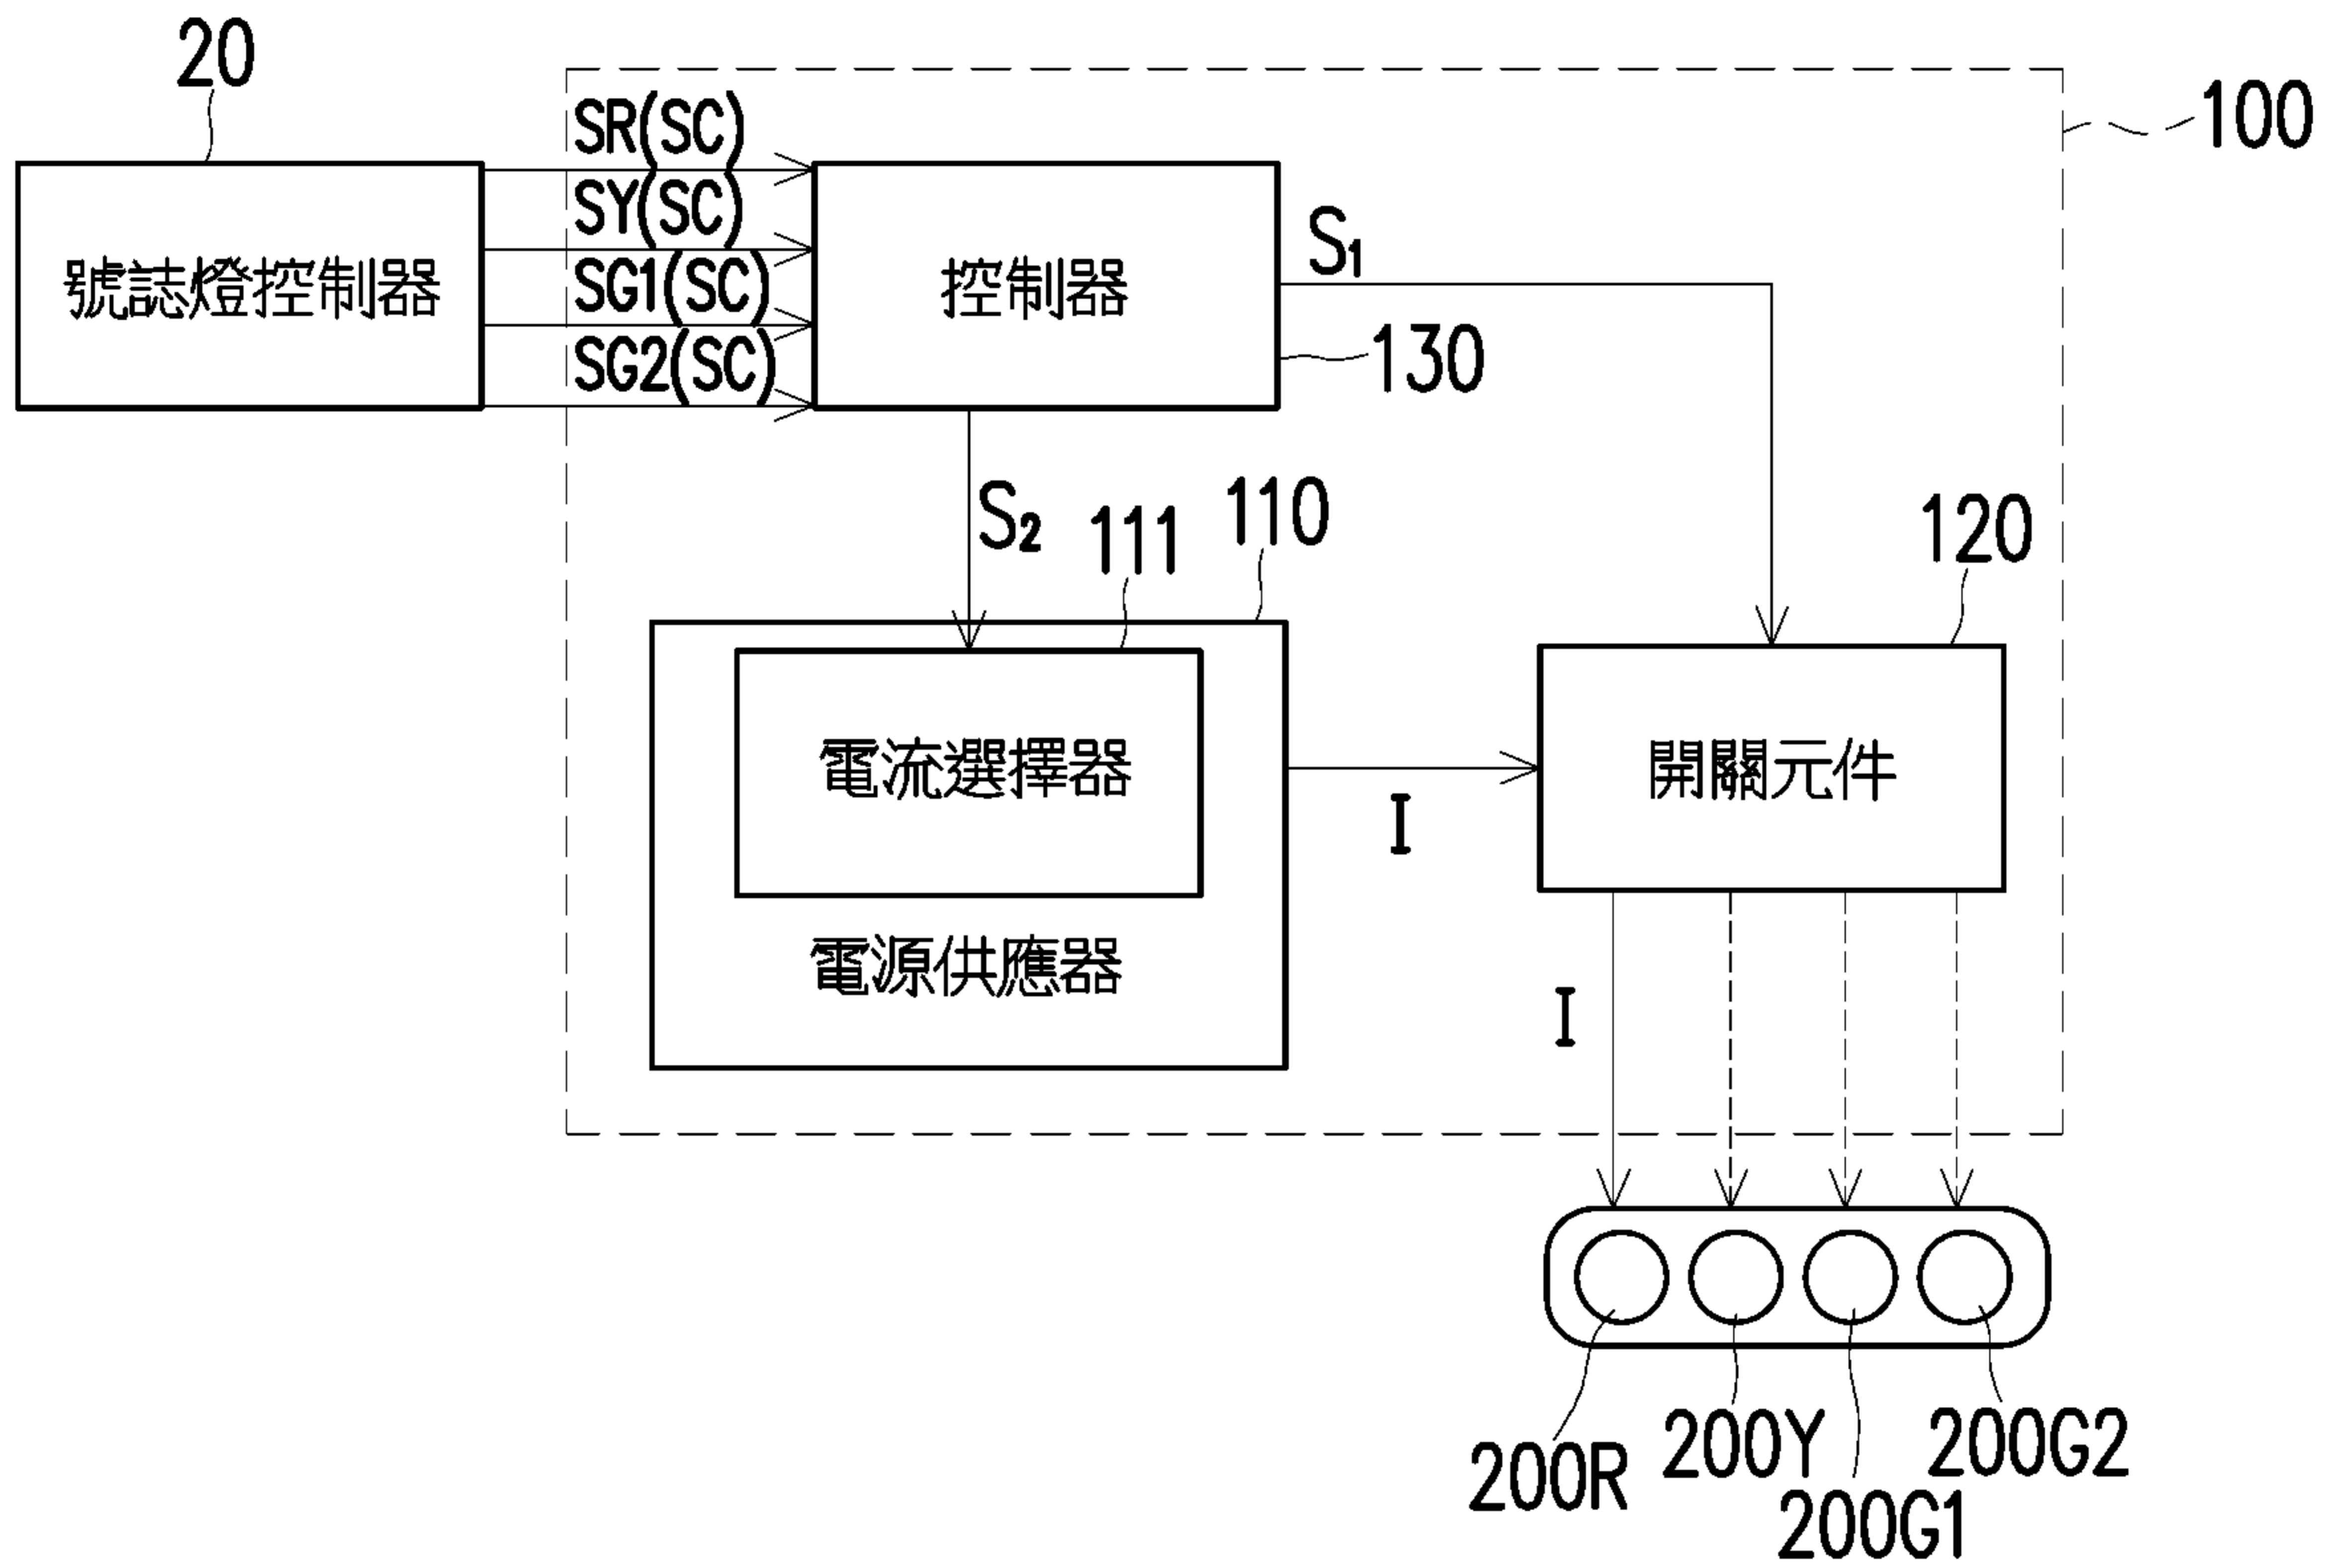 20
100
SR(SC)
SY(SC)
SG1(SC)
SG2(SC)
號誌燈控制器
控制器
S1
130
S2
111
110
120
電流選擇器
電源供應器
I
開關元件
I
200R
200Y
200G1
200G2